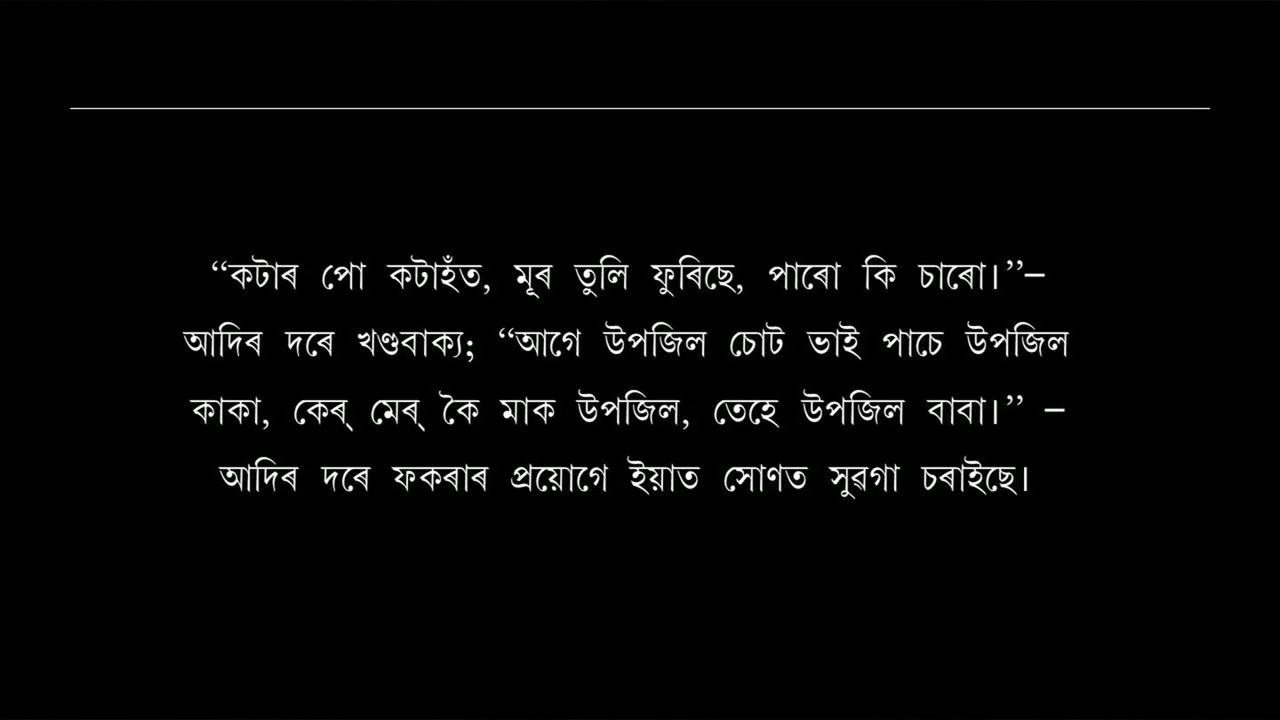 “কটাৰ পো কটাহঁত, মূৰ তুলি ফুৰিছে, পাৰো কি চাৰো।”–
আদিৰ দৰে খণ্ডবাক্য; “আগে উপজিল চোট ভাই পাচে উপজিল
কাকা, কেৰ্ মেৰ্ কৈ মাক উপজিল, তেহে উপজিল বাবা।” –
আদিৰ দৰে ফকৰাৰ প্ৰয়োগে ইয়াত সোণত সুৱগা চৰাইছে।